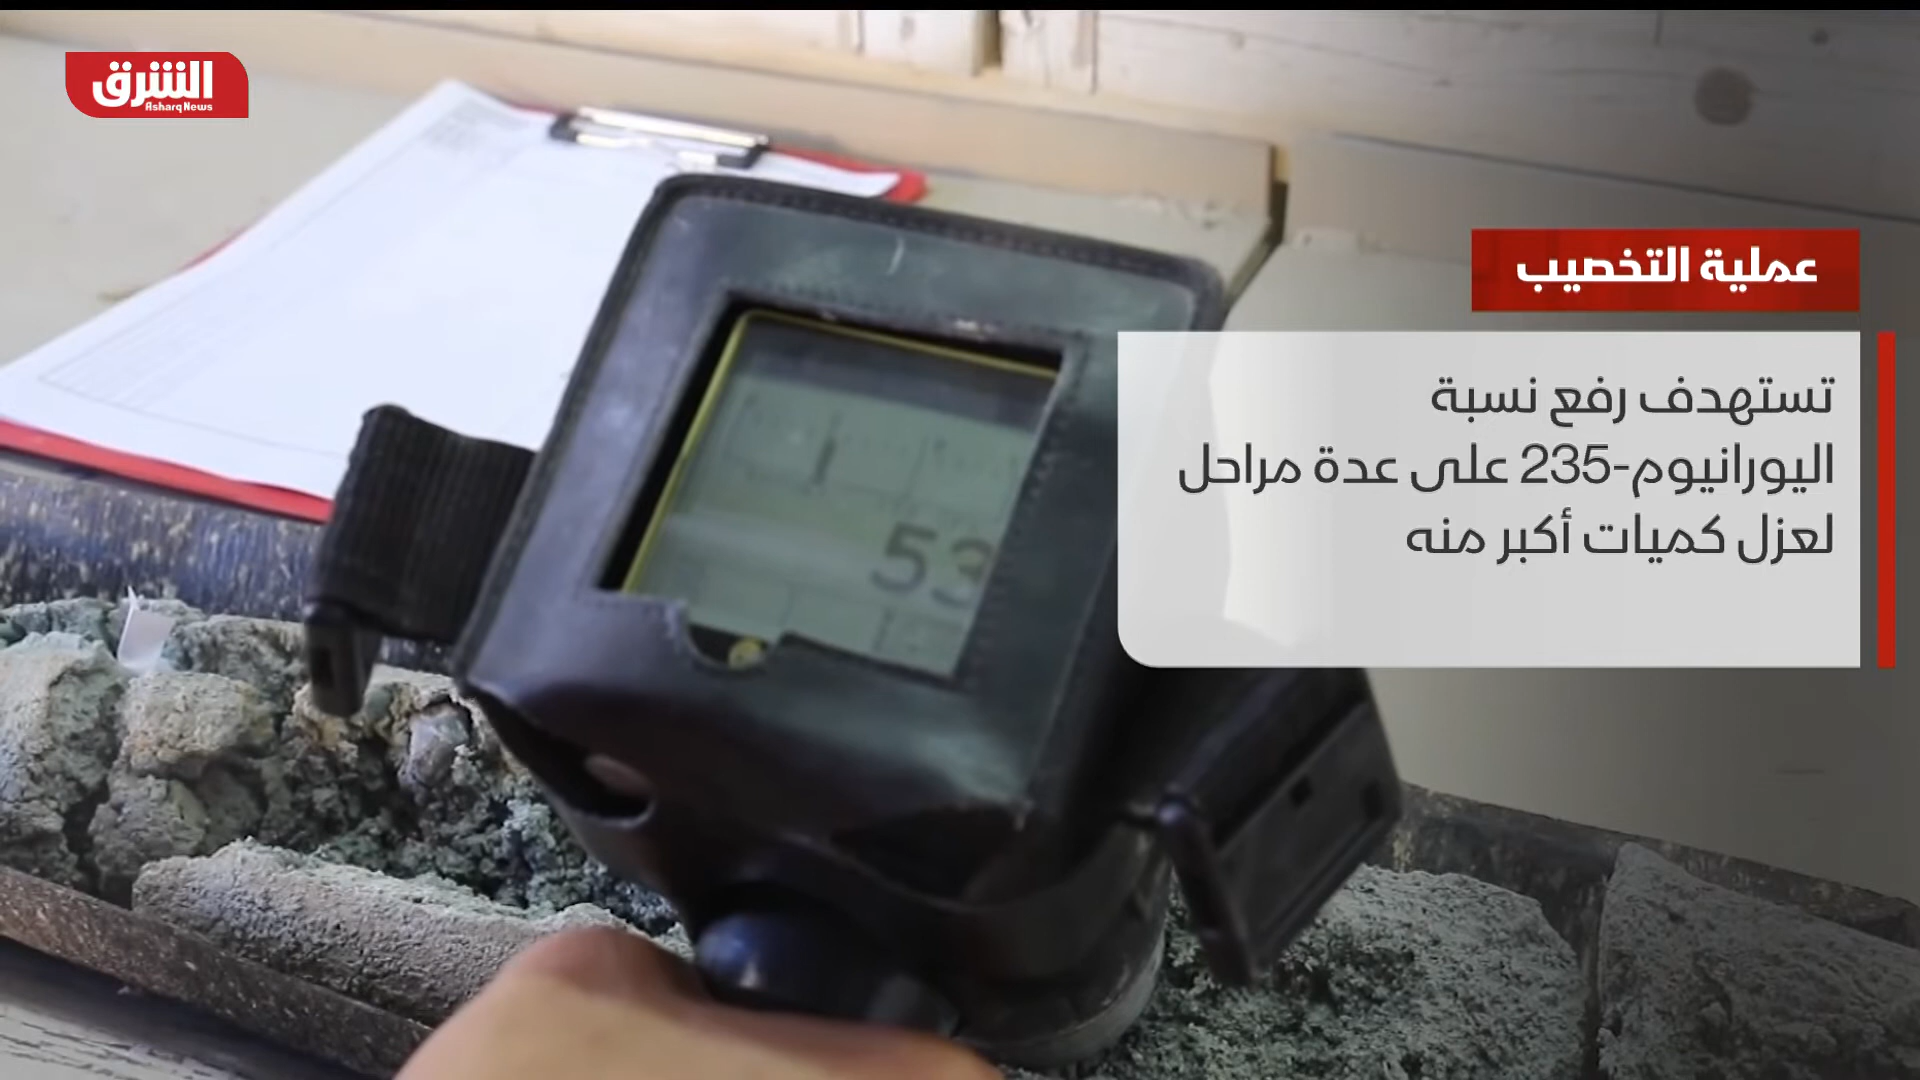 الشرق
Asharq News
عملية التخصيب
تستهدف رفع نسبة
اليورانيوم-235 على عدة مراحل
لعزل كميات أكبر منه
53